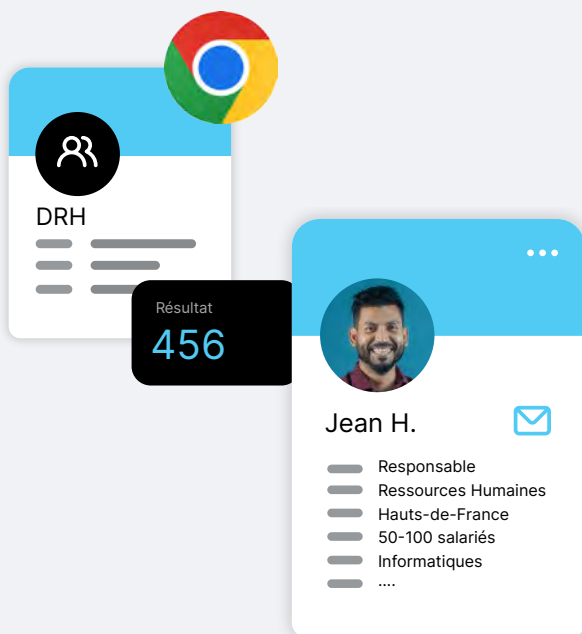 DRH
Résultat
456
Jean H.
Responsable
Ressources Humaines
Hauts-de-France
50-100 salariés
Informatiques
....